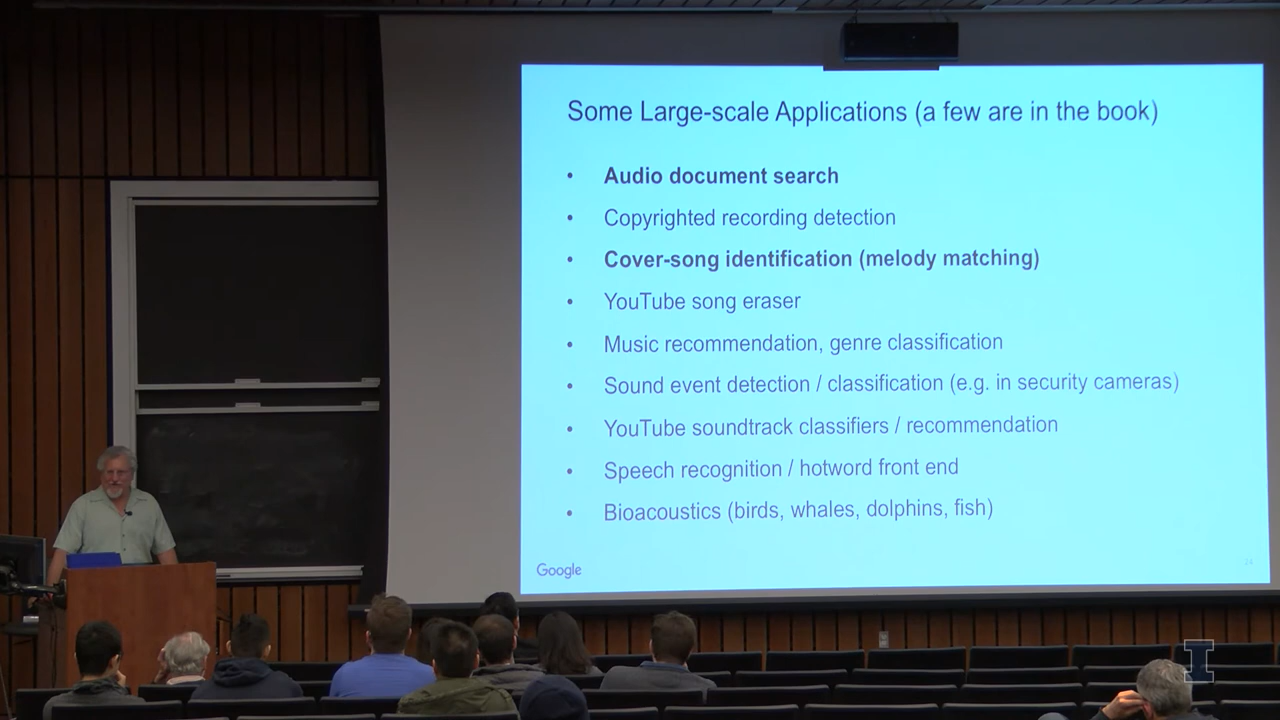 Some Large-scale Applications (a few are in the book)
• Audio document search
• Copyrighted recording detection
• Cover-song identification (melody matching)
• YouTube song eraser
• Music recommendation, genre classification
• Sound event detection / classification (e.g. in security cameras)
• YouTube soundtrack classifiers / recommendation
• Speech recognition / hotword front end
• Bioacoustics (birds, whales, dolphins, fish)
Google
I